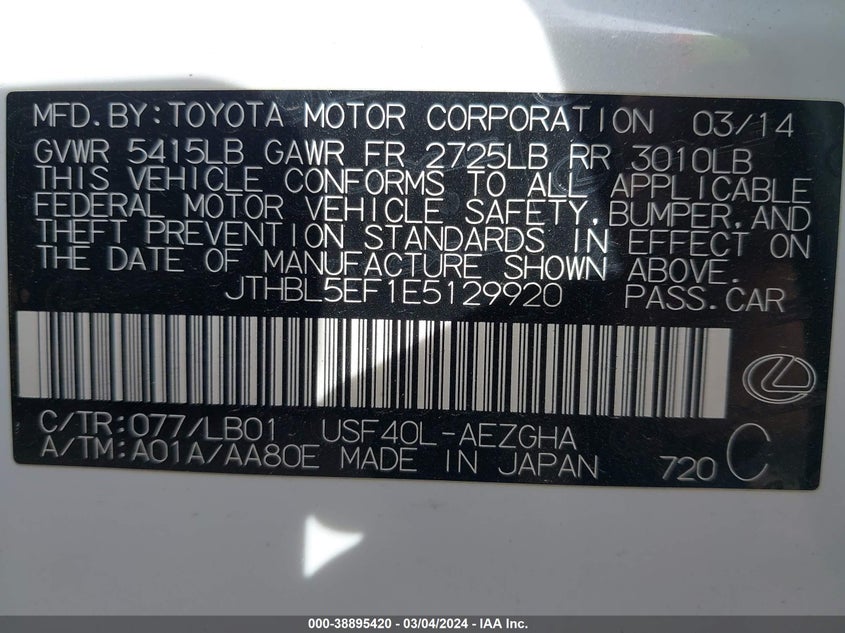 MFD.BY:TOYOTA MOTOR CORPORATION 03/14
GVWR 5415LB GAWR FR 2725LB RR 3010LB
THIS VEHICLE CONFORMS TO ALL APPLICABLE
FEDERAL MOTOR VEHICLE SAFETY,BUMPER,AND
THEFT PREVENTION STANDARDS IN EFFECT ON
THE DATE OF MANUFACTURE SHOWN ABOVE.
JTHBL5EF1E5129920 PASS.CAR
C/TR:077/LB01 USF40L-AEZGHA
A/TM:A01A/AA80E MADE IN JAPAN 720 C
000-38895420 - 03/04/2024 - IAA Inc.